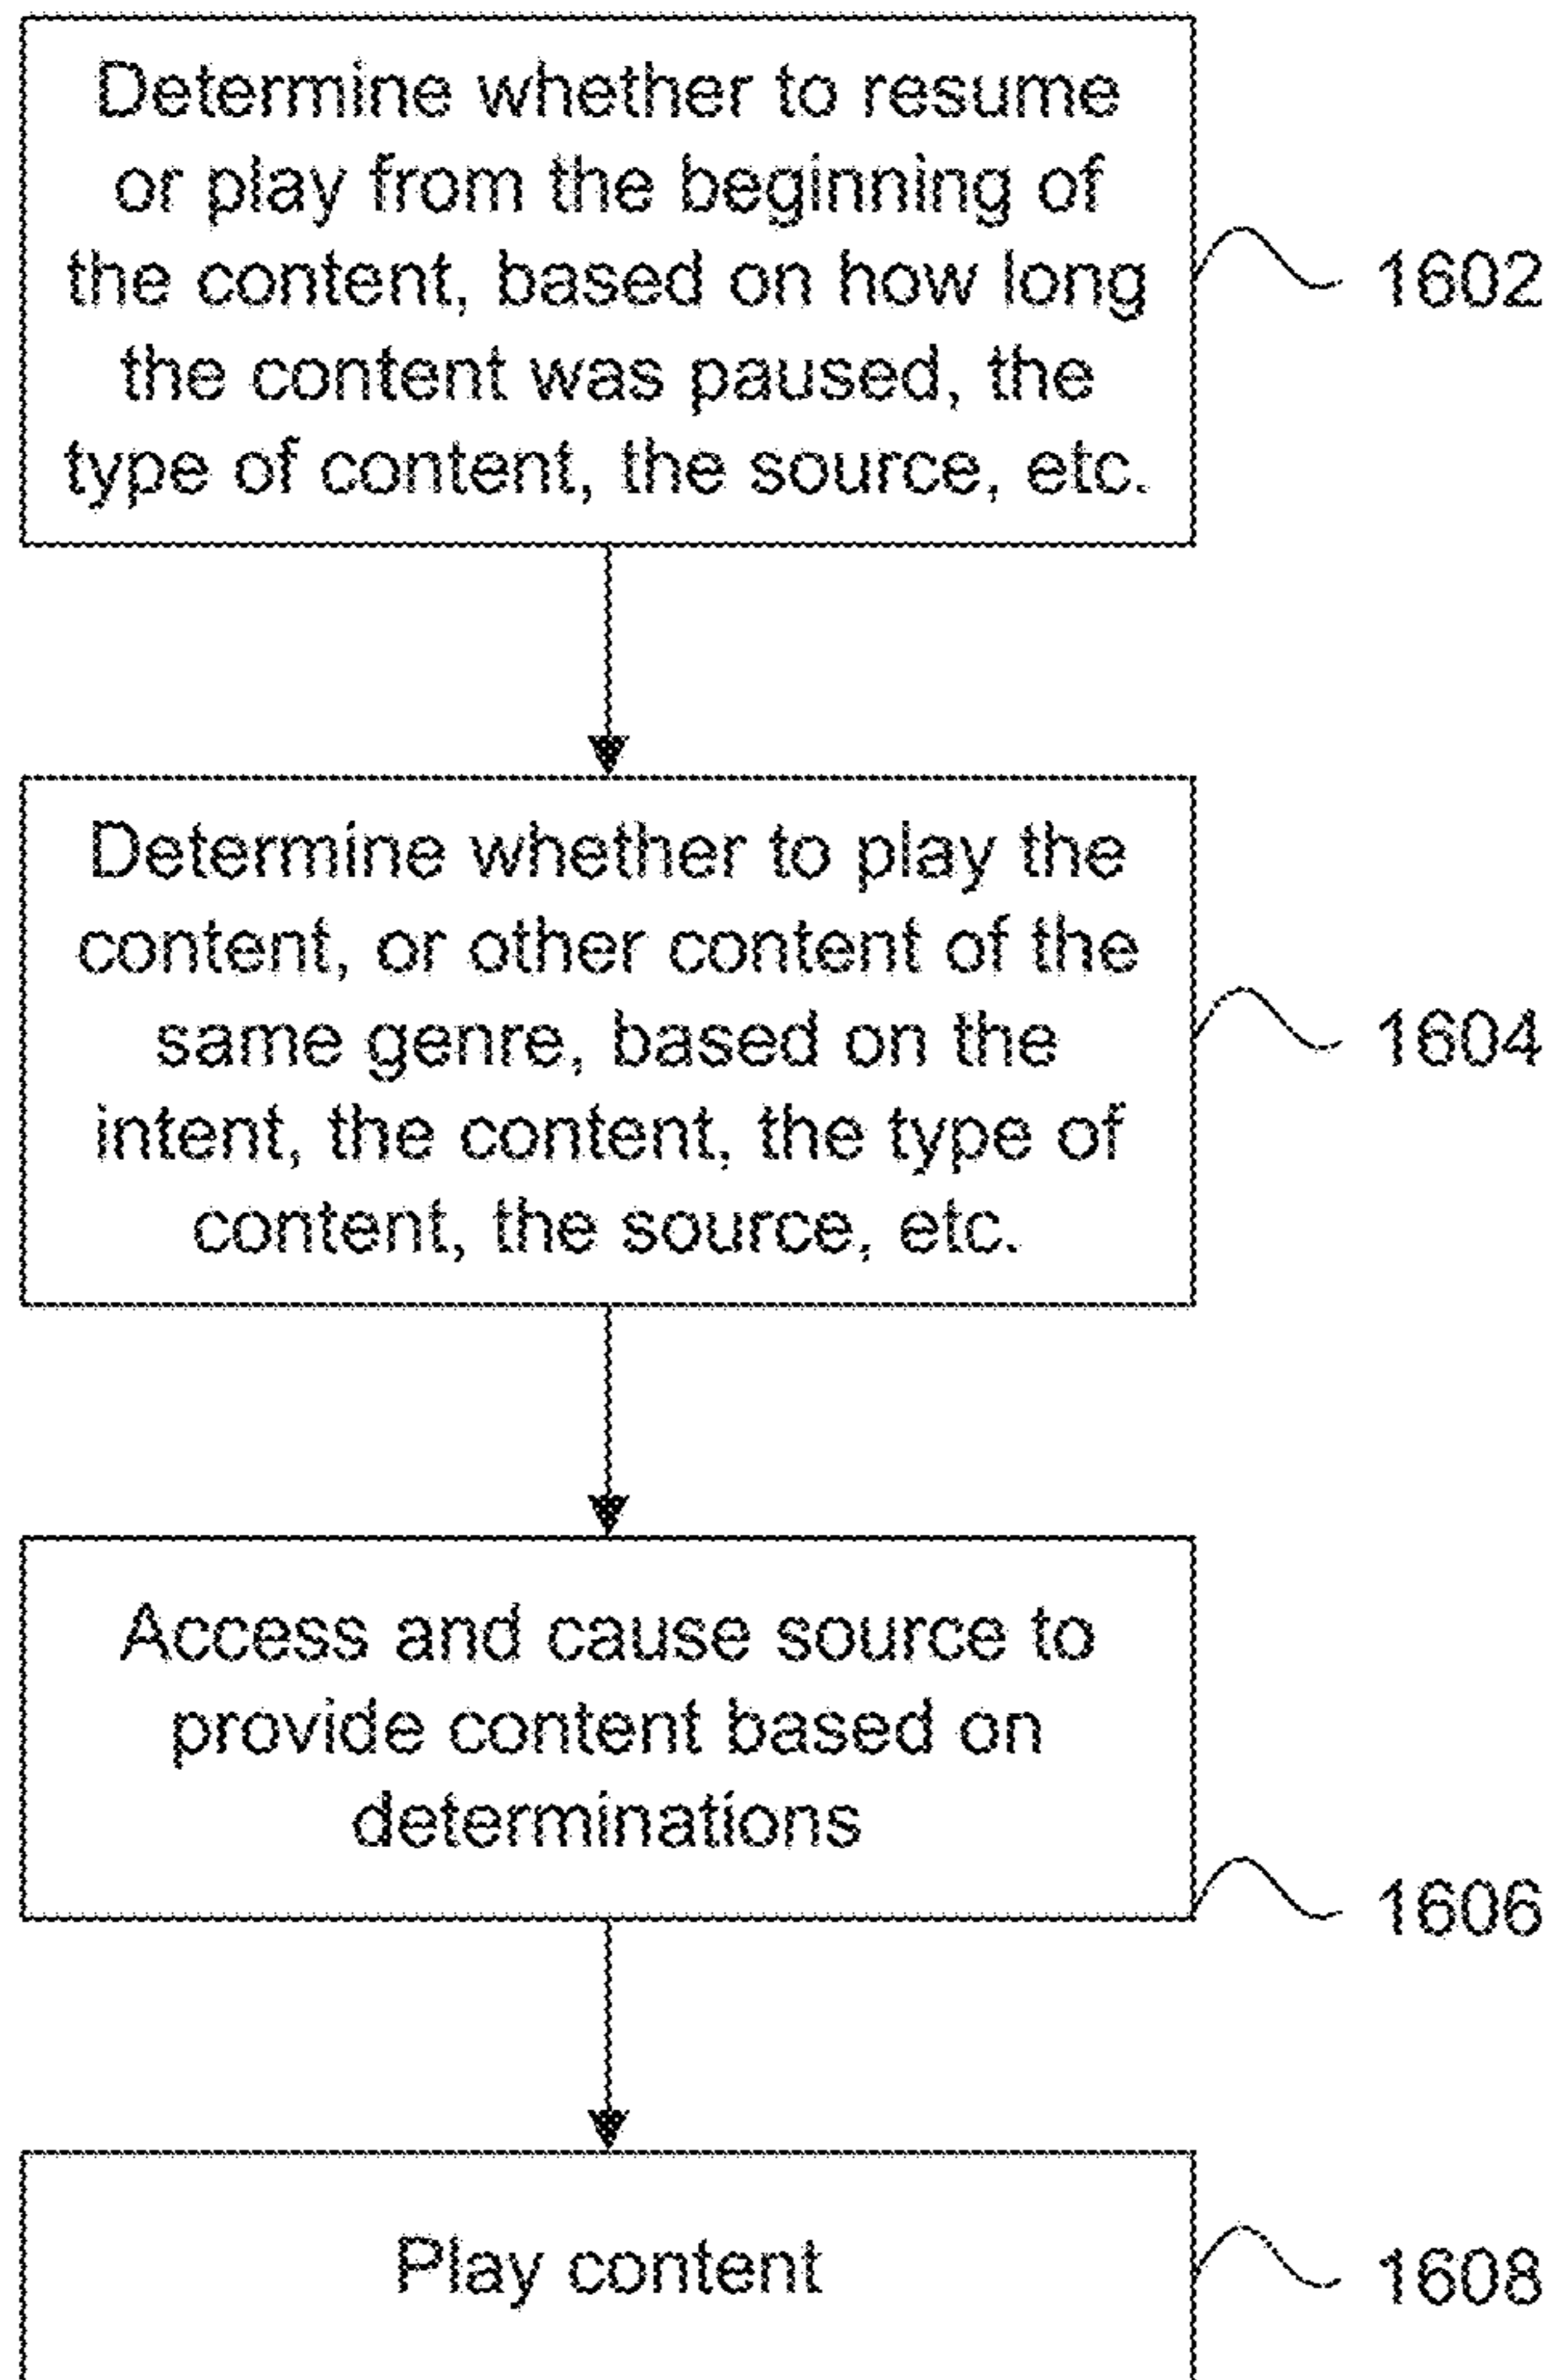 Determine whether to resume
or play from the beginning of
the content, based on how long
the content was paused, the
type of content, the source, etc.
1602
Determine whether to play the
content, or other content of the
same genre, based on the
intent, the content, the type of
content, the source, etc.
1604
Access and cause source to
provide content based on
determinations
1606
Play content
1608